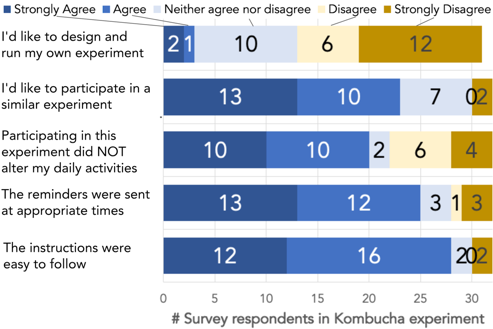 Strongly Agree Agree Neither agree nor disagree Disagree Strongly Disagree
I'd like to design and
run my own experiment
2 1 10 6 12
I'd like to participate in a
similar experiment
13 10 7 0 2
Participating in this
experiment did NOT
alter my daily activities
10 10 2 6 4
The reminders were sent
at appropriate times
13 12 3 1 3
The instructions were
easy to follow
12 16 2 0 2
0 5 10 15 20 25 30
# Survey respondents in Kombucha experiment